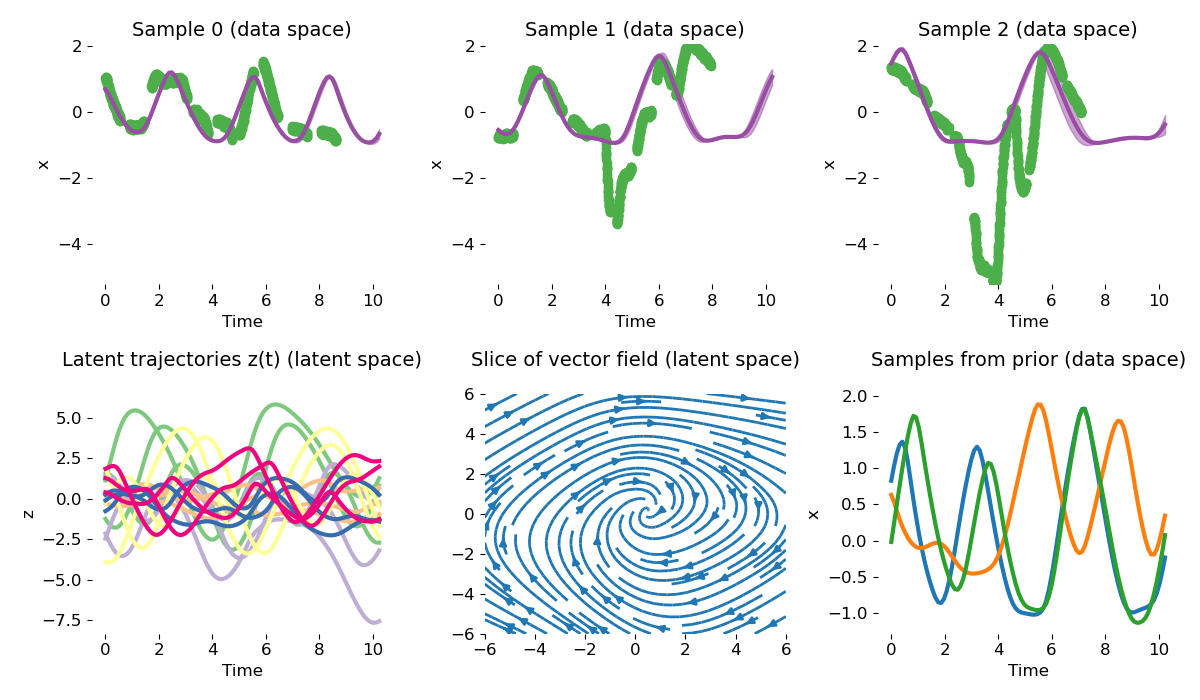 Sample 0 (data space)
2
0
−2
−4
x
0 2 4 6 8 10
Time
Sample 1 (data space)
2
0
−2
−4
x
0 2 4 6 8 10
Time
Sample 2 (data space)
2
0
−2
−4
x
0 2 4 6 8 10
Time
Latent trajectories z(t) (latent space)
5.0
2.5
0.0
−2.5
−5.0
−7.5
z
0 2 4 6 8 10
Time
Slice of vector field (latent space)
6
4
2
0
−2
−4
−6
−6 −4 −2 0 2 4 6
Samples from prior (data space)
2.0
1.5
1.0
0.5
0.0
−0.5
−1.0
x
0 2 4 6 8 10
Time